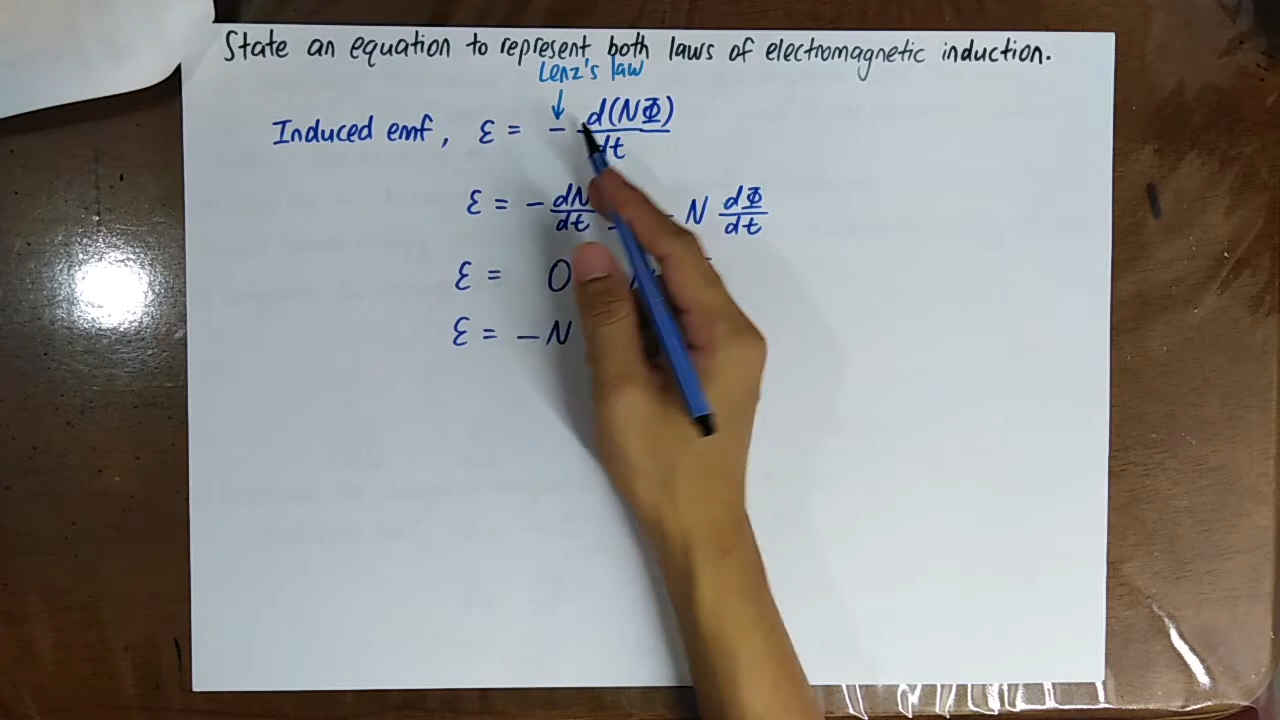 State an equation to represent both laws of electromagnetic induction.
Lenz's law
Induced emf, ε = - d(NΦ)/dt
ε = - dN/dt - N dΦ/dt
ε = 0
ε = - N